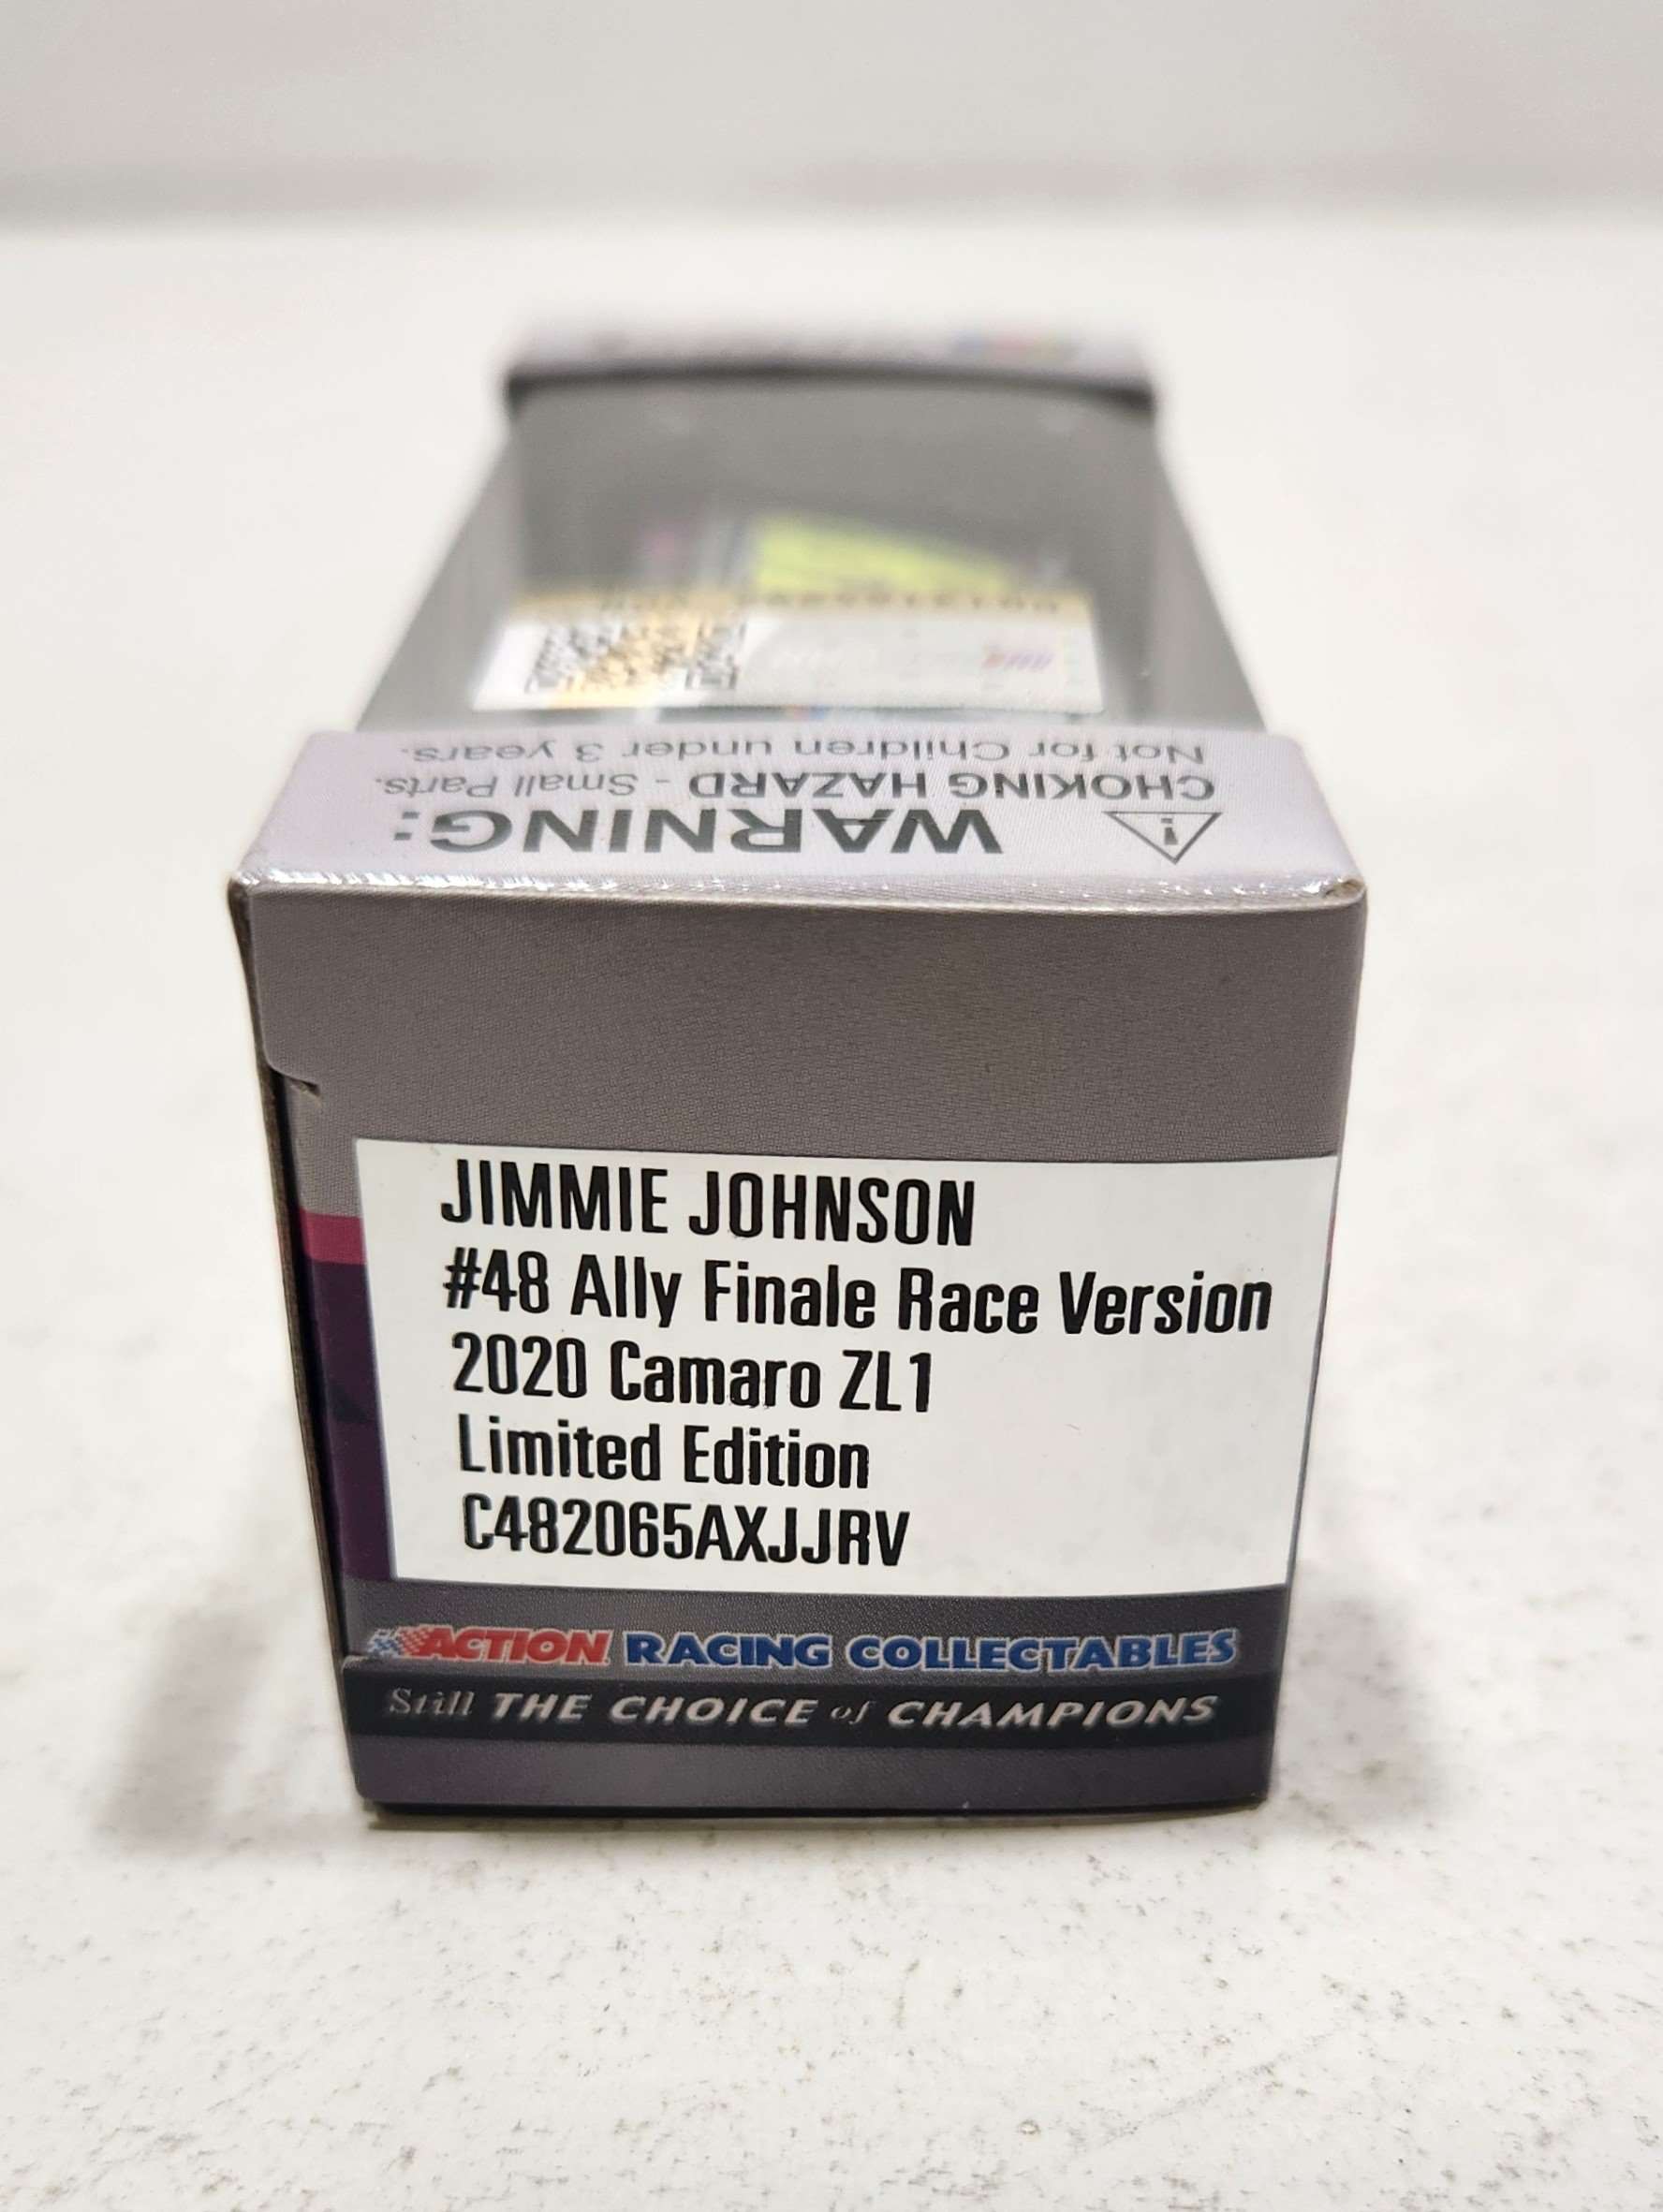 WARNING:
CHOKING HAZARD - Small Parts.
Not for Children under 3 years.
JIMMIE JOHNSON
#48 Ally Finale Race Version
2020 Camaro ZL1
Limited Edition
C482065AXJJRV
ACTION RACING COLLECTABLES
Still THE CHOICE of CHAMPIONS